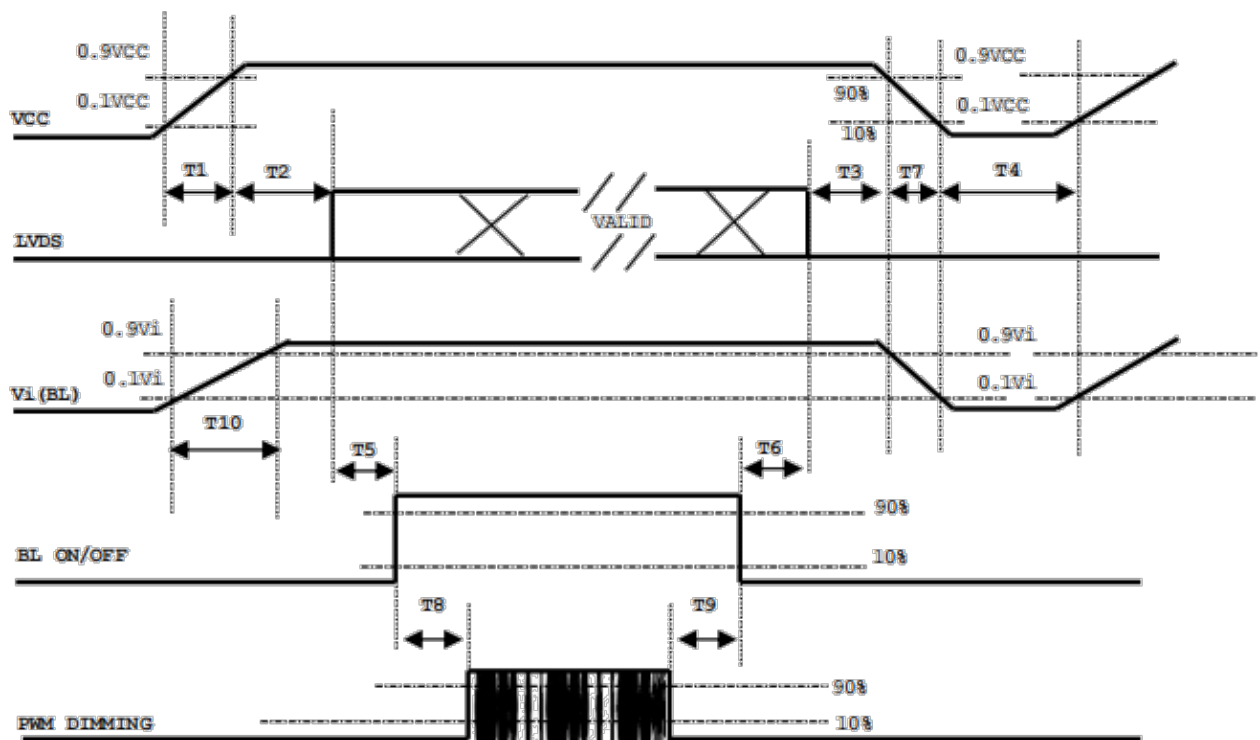 0.9VCC
0.9VCC
90%
0.1VCC
0.1VCC
VCC
10%
T1
T2
T3
T7
T4
VALID
LVDS
0.9Vi
0.9Vi
0.1Vi
0.1Vi
Vi(BL)
T10
T5
T6
90%
BL ON/OFF
10%
T8
T9
90%
PWM DIMMING
10%